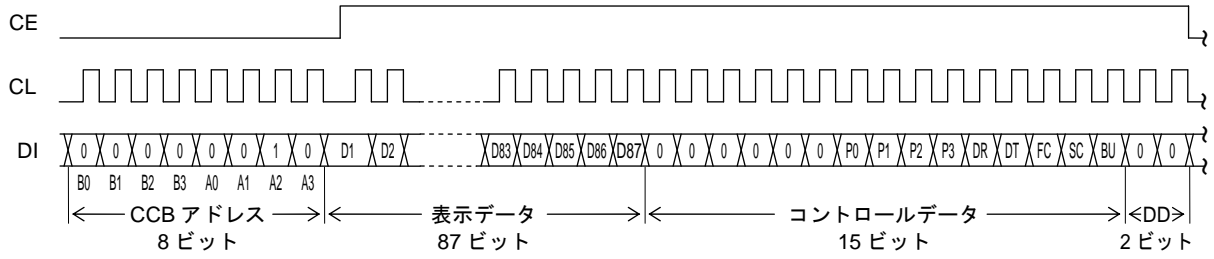 CE
CL
DI 0 0 0 0 0 0 1 0 D1 D2 D83 D84 D85 D86 D87 0 0 0 0 0 0 P0 P1 P2 P3 DR DT FC SC BU 0 0
B0 B1 B2 B3 A0 A1 A2 A3
CCB アドレス 表示データ コントロールデータ DD
8 ビット 87 ビット 15 ビット 2 ビット